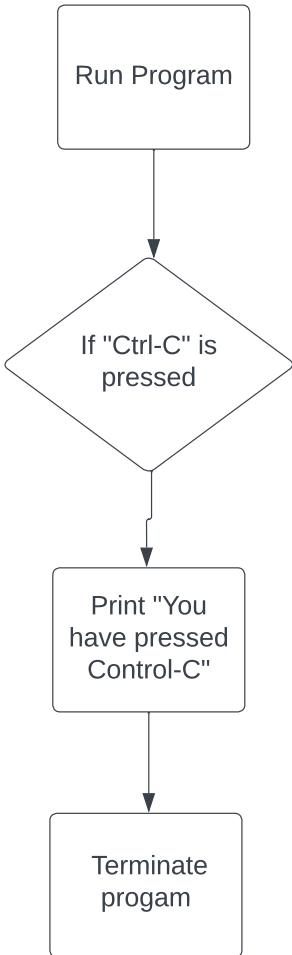 Run Program
If "Ctrl-C" is
pressed
Print "You
have pressed
Control-C"
Terminate
progam